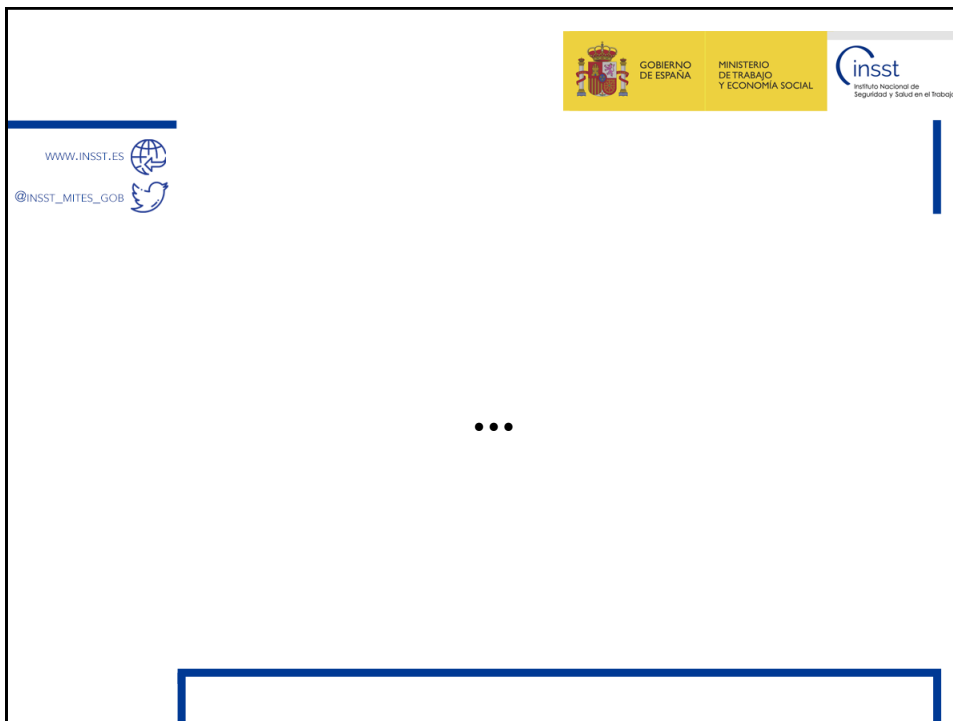 GOBIERNO
DE ESPAÑA
MINISTERIO
DE TRABAJO
Y ECONOMÍA SOCIAL
insst
Instituto Nacional de
Seguridad y Salud en el Trabajo
WWW.INSST.ES
@INSST_MITES_GOB
...